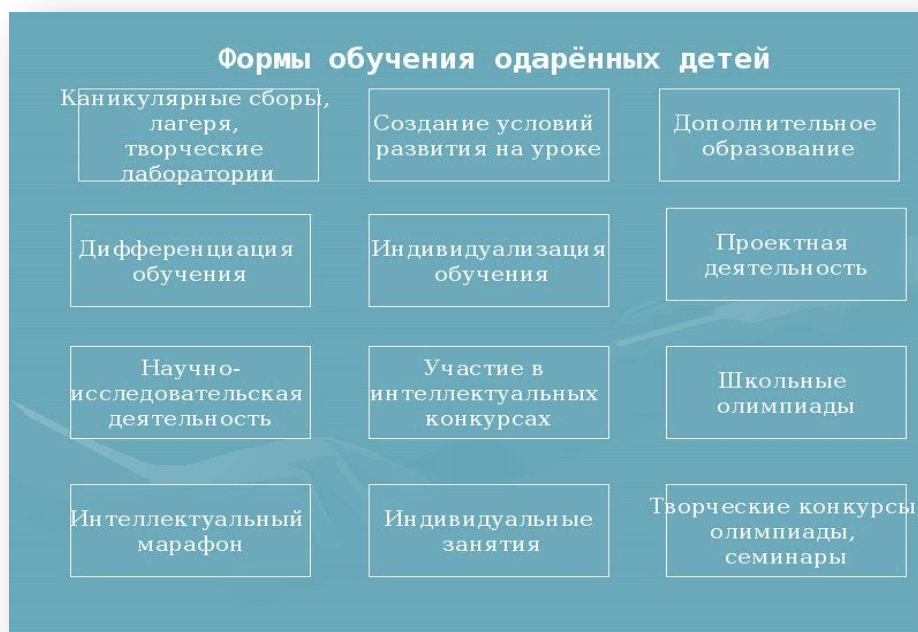 Формы обучения одарённых детей
Каникулярные сборы,
лагеря,
творческие
лаборатории
Создание условий
развития на уроке
Дополнительное
образование
Дифференциация
обучения
Индивидуализация
обучения
Проектная
деятельность
Научно-
исследовательская
деятельность
Участие в
интеллектуальных
конкурсах
Школьные
олимпиады
Интеллектуальный
марафон
Индивидуальные
занятия
Творческие конкурсы
олимпиады,
семинары